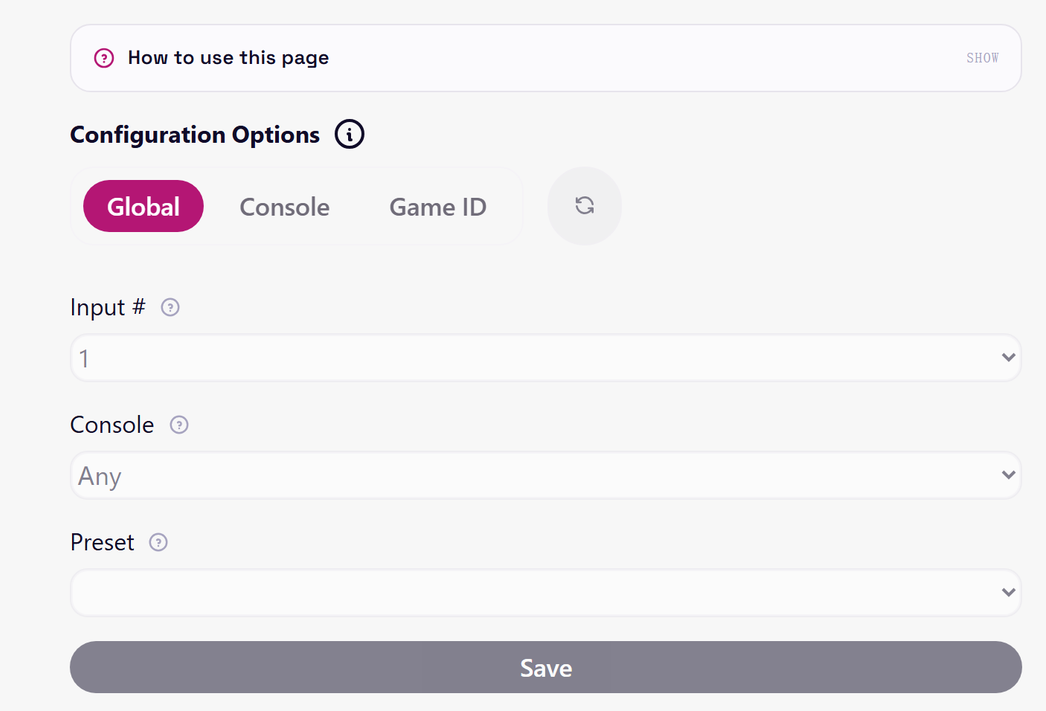 How to use this page
SHOW
Configuration Options
Global Console Game ID
Input #
1
Console
Any
Preset
Save